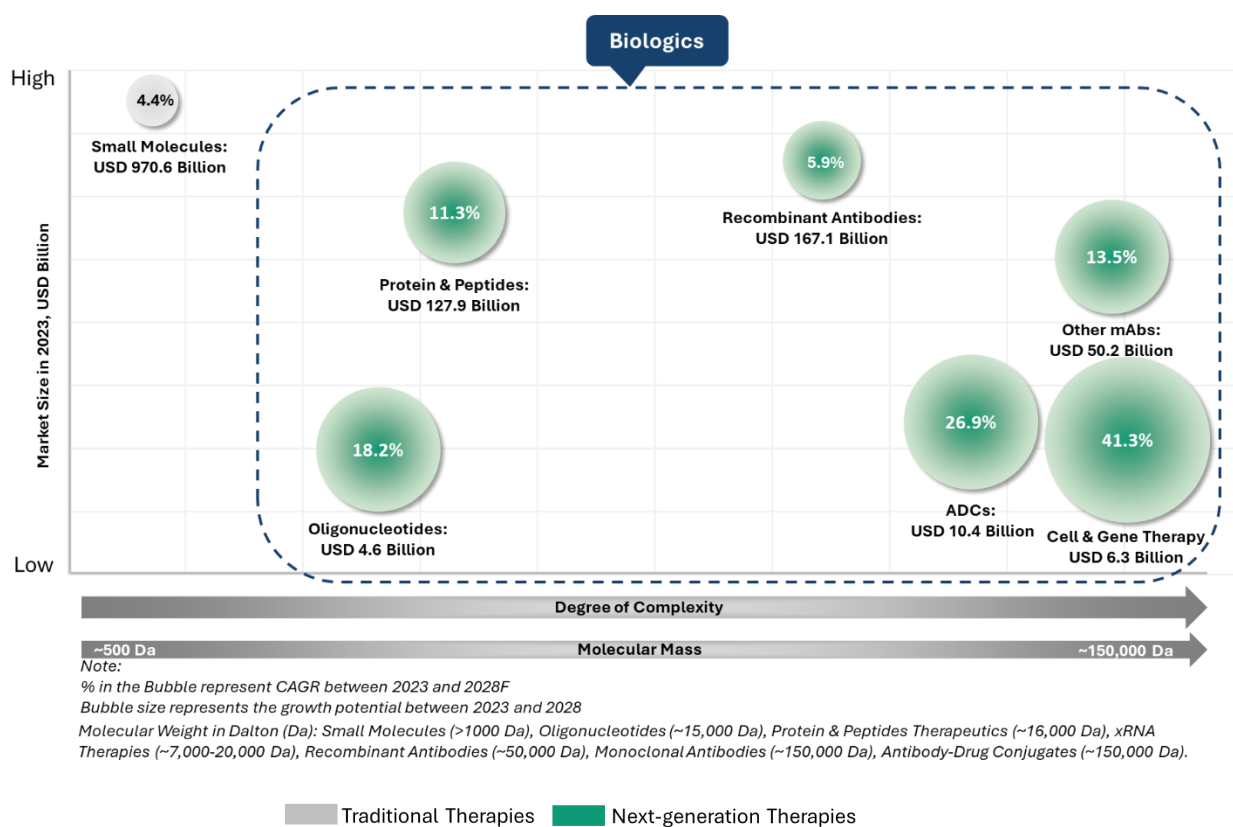 Biologics
High
4.4%
Small Molecules:
USD 970.6 Billion
5.9%
Recombinant Antibodies:
USD 167.1 Billion
11.3%
Protein & Peptides:
USD 127.9 Billion
13.5%
Other mAbs:
USD 50.2 Billion
Market Size in 2023, USD Billion
18.2%
Oligonucleotides:
USD 4.6 Billion
26.9%
ADCs:
USD 10.4 Billion
41.3%
Cell & Gene Therapy
USD 6.3 Billion
Low
Degree of Complexity
~500 Da
Molecular Mass
~150,000 Da
Note:
% in the Bubble represent CAGR between 2023 and 2028F
Bubble size represents the growth potential between 2023 and 2028
Molecular Weight in Dalton (Da): Small Molecules (>1000 Da), Oligonucleotides (~15,000 Da), Protein & Peptides Therapeutics (~16,000 Da), xRNA
Therapies (~7,000-20,000 Da), Recombinant Antibodies (~50,000 Da), Monoclonal Antibodies (~150,000 Da), Antibody-Drug Conjugates (~150,000 Da).
Traditional Therapies
Next-generation Therapies